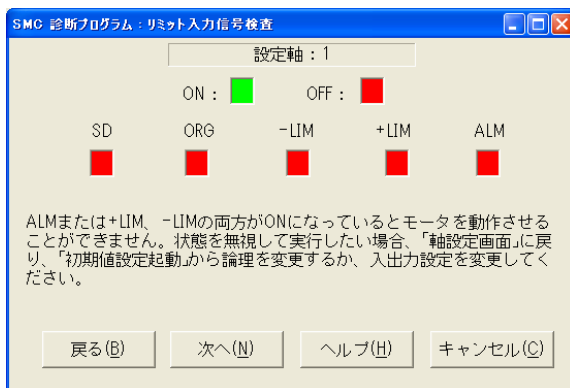 SMC 診断プログラム：リミット入力信号検査
設定軸：1
ON： OFF：
SD ORG -LIM +LIM ALM
ALMまたは+LIM、-LIMの両方がONになっているとモータを動作させる
ことができません。状態を無視して実行したい場合、「軸設定画面」に戻
り、「初期値設定起動」から論理を変更するか、入出力設定を変更してく
ださい。
戻る(B) 次へ(N) ヘルプ(H) キャンセル(C)